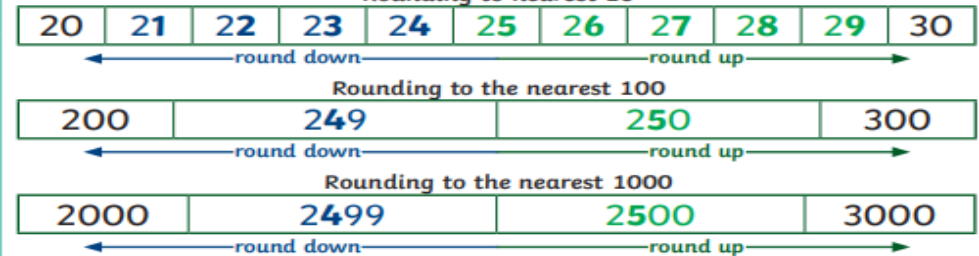 20 21 22 23 24 25 26 27 28 29 30
round down round up
Rounding to the nearest 100
200 249 250 300
round down round up
Rounding to the nearest 1000
2000 2499 2500 3000
round down round up